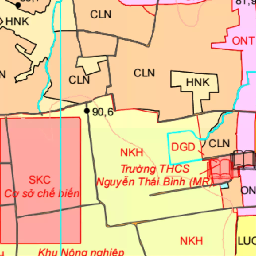 CLN
HNK
ONT
CLN
CLN
HNK
90,6
NKH
DGD
CLN
Trường THCS
Nguyễn Thái Bình (MR)
SKC
Cơ sở chế biến
ON
NKH
LUC
Khu Nông nghiệp